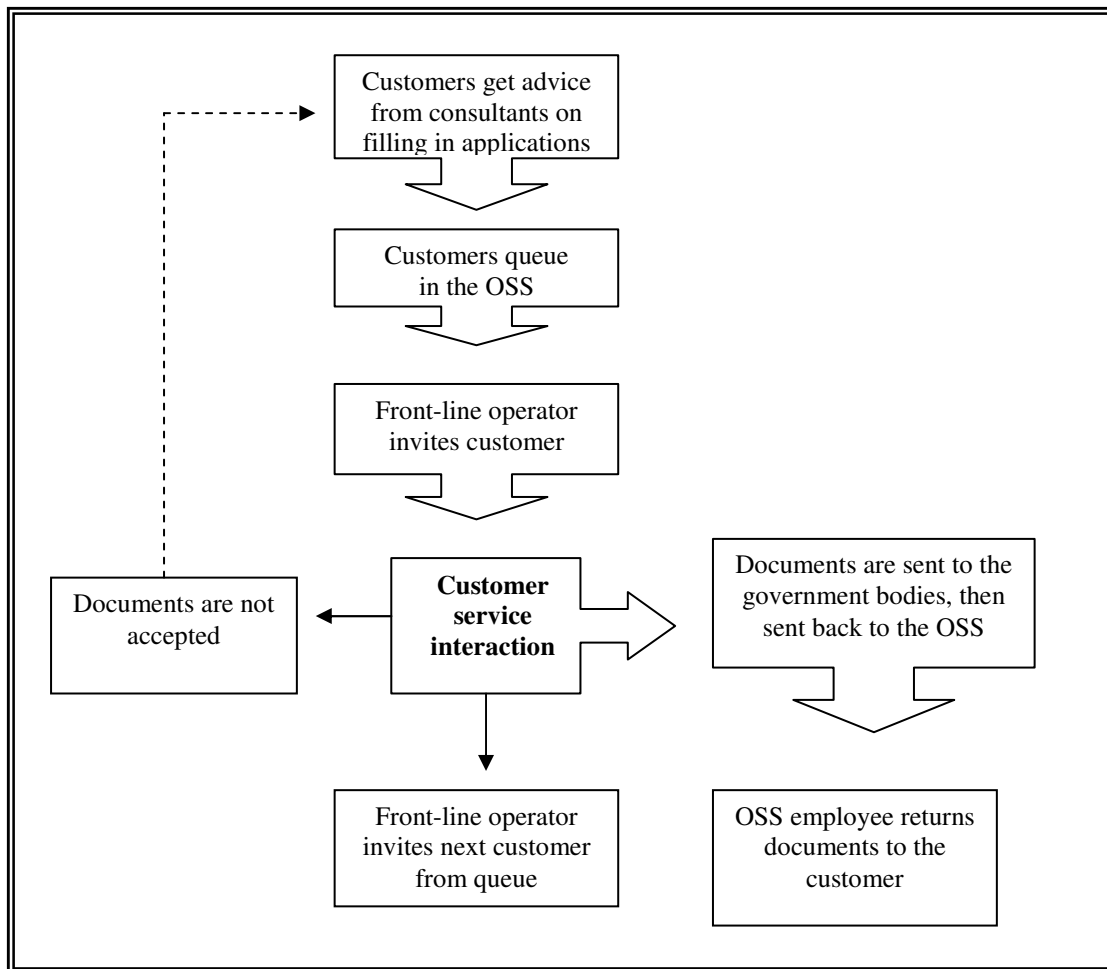 Customers get advice
from consultants on
filling in applications
Customers queue
in the OSS
Front-line operator
invites customer
Customer
service
interaction
Documents are not
accepted
Documents are sent to the
government bodies, then
sent back to the OSS
Front-line operator
invites next customer
from queue
OSS employee returns
documents to the
customer